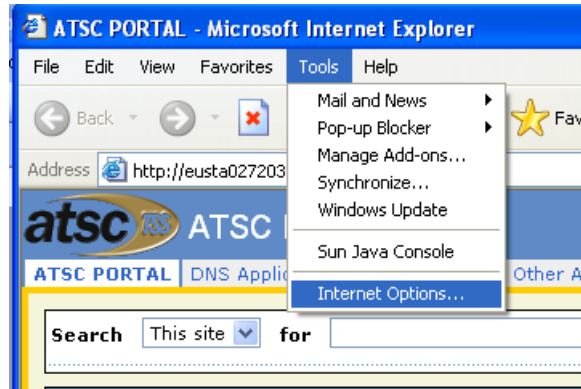 ATSC PORTAL - Microsoft Internet Explorer
File Edit View Favorites Tools Help
Back
Mail and News
Pop-up Blocker
Fav
Manage Add-ons...
Address http://eusta027203
Synchronize...
Windows Update
atsc ATSC
Sun Java Console
ATSC PORTAL DNS Applic Other A
Internet Options...
Search This site for